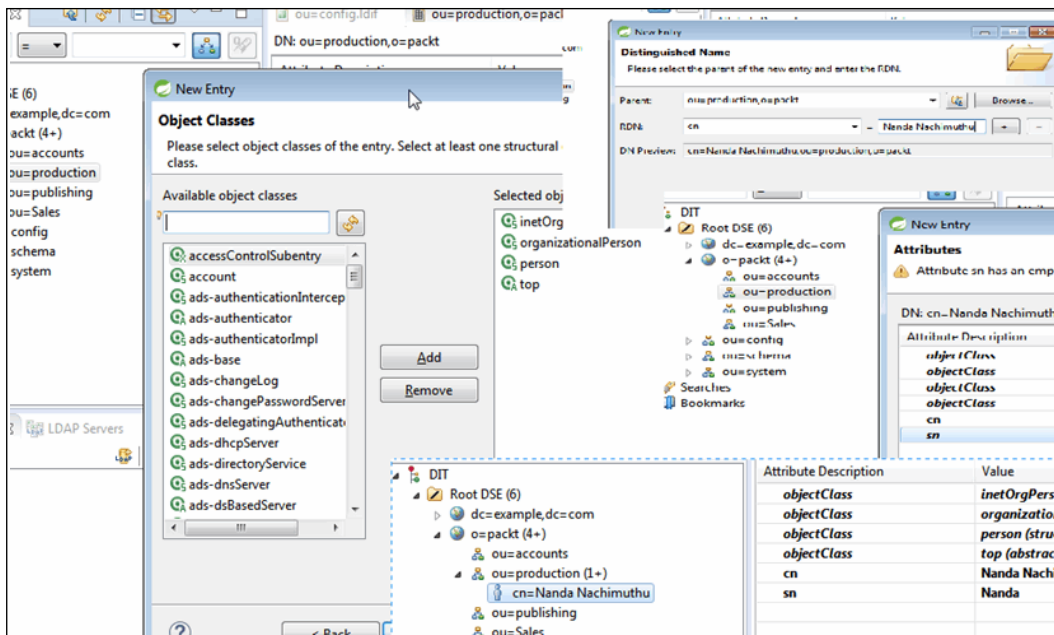 ou=config.ldif
ou=production,o=packt
DN: ou=production,o=packt
=
SE (6)
example,dc=com
packt (4+)
ou=accounts
ou=production
ou=publishing
ou=Sales
config
schema
system
LDAP Servers
New Entry
Object Classes
Please select object classes of the entry. Select at least one structural
class.
Available object classes
Selected obj
accessControlSubentry
account
ads-authenticationIntercep
ads-authenticator
ads-authenticatorImpl
ads-base
ads-changeLog
ads-changePasswordServer
ads-delegatingAuthenticat
ads-dhcpServer
ads-directoryService
ads-dnsServer
ads-dsBasedServer
Add
Remove
inetOrg
organizationalPerson
person
top
?
< Back
com
New Entry
Distinguished Name
Please select the parent of the new entry and enter the RDN.
Parent: ou=production,o=packt Browse...
RDN: cn = Nanda Nachimuthu + -
DN Preview: cn=Nanda Nachimuthu,ou=production,o=packt
DIT
Root DSE (6)
dc=example,dc=com
o=packt (4+)
ou=accounts
ou=production
ou=publishing
ou=Sales
ou=config
ou=schema
ou=system
Searches
Bookmarks
New Entry
Attributes
Attribute sn has an emp
DN: cn=Nanda Nachimuth
Attribute Description
objectClass
objectClass
objectClass
objectClass
cn
sn
DIT
Root DSE (6)
dc=example,dc=com
o=packt (4+)
ou=accounts
ou=production (1+)
cn=Nanda Nachimuthu
ou=publishing
ou=Sales
Attribute Description Value
objectClass inetOrgPers
objectClass organization
objectClass person (stru
objectClass top (abstrac
cn Nanda Nachi
sn Nanda